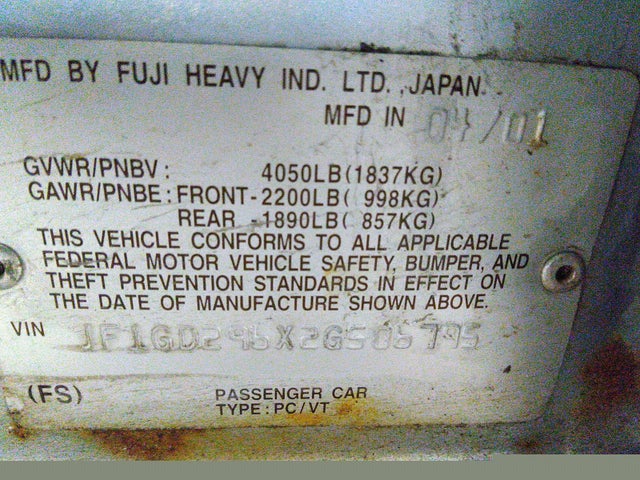 MFD BY FUJI HEAVY IND. LTD., JAPAN.
MFD IN 04/01
GVWR/PNBV: 4050LB(1837KG)
GAWR/PNBE: FRONT-2200LB( 998KG)
REAR -1890LB( 857KG)
THIS VEHICLE CONFORMS TO ALL APPLICABLE
FEDERAL MOTOR VEHICLE SAFETY, BUMPER, AND
THEFT PREVENTION STANDARDS IN EFFECT ON
THE DATE OF MANUFACTURE SHOWN ABOVE.
VIN
(FS) PASSENGER CAR
TYPE:PC/VT